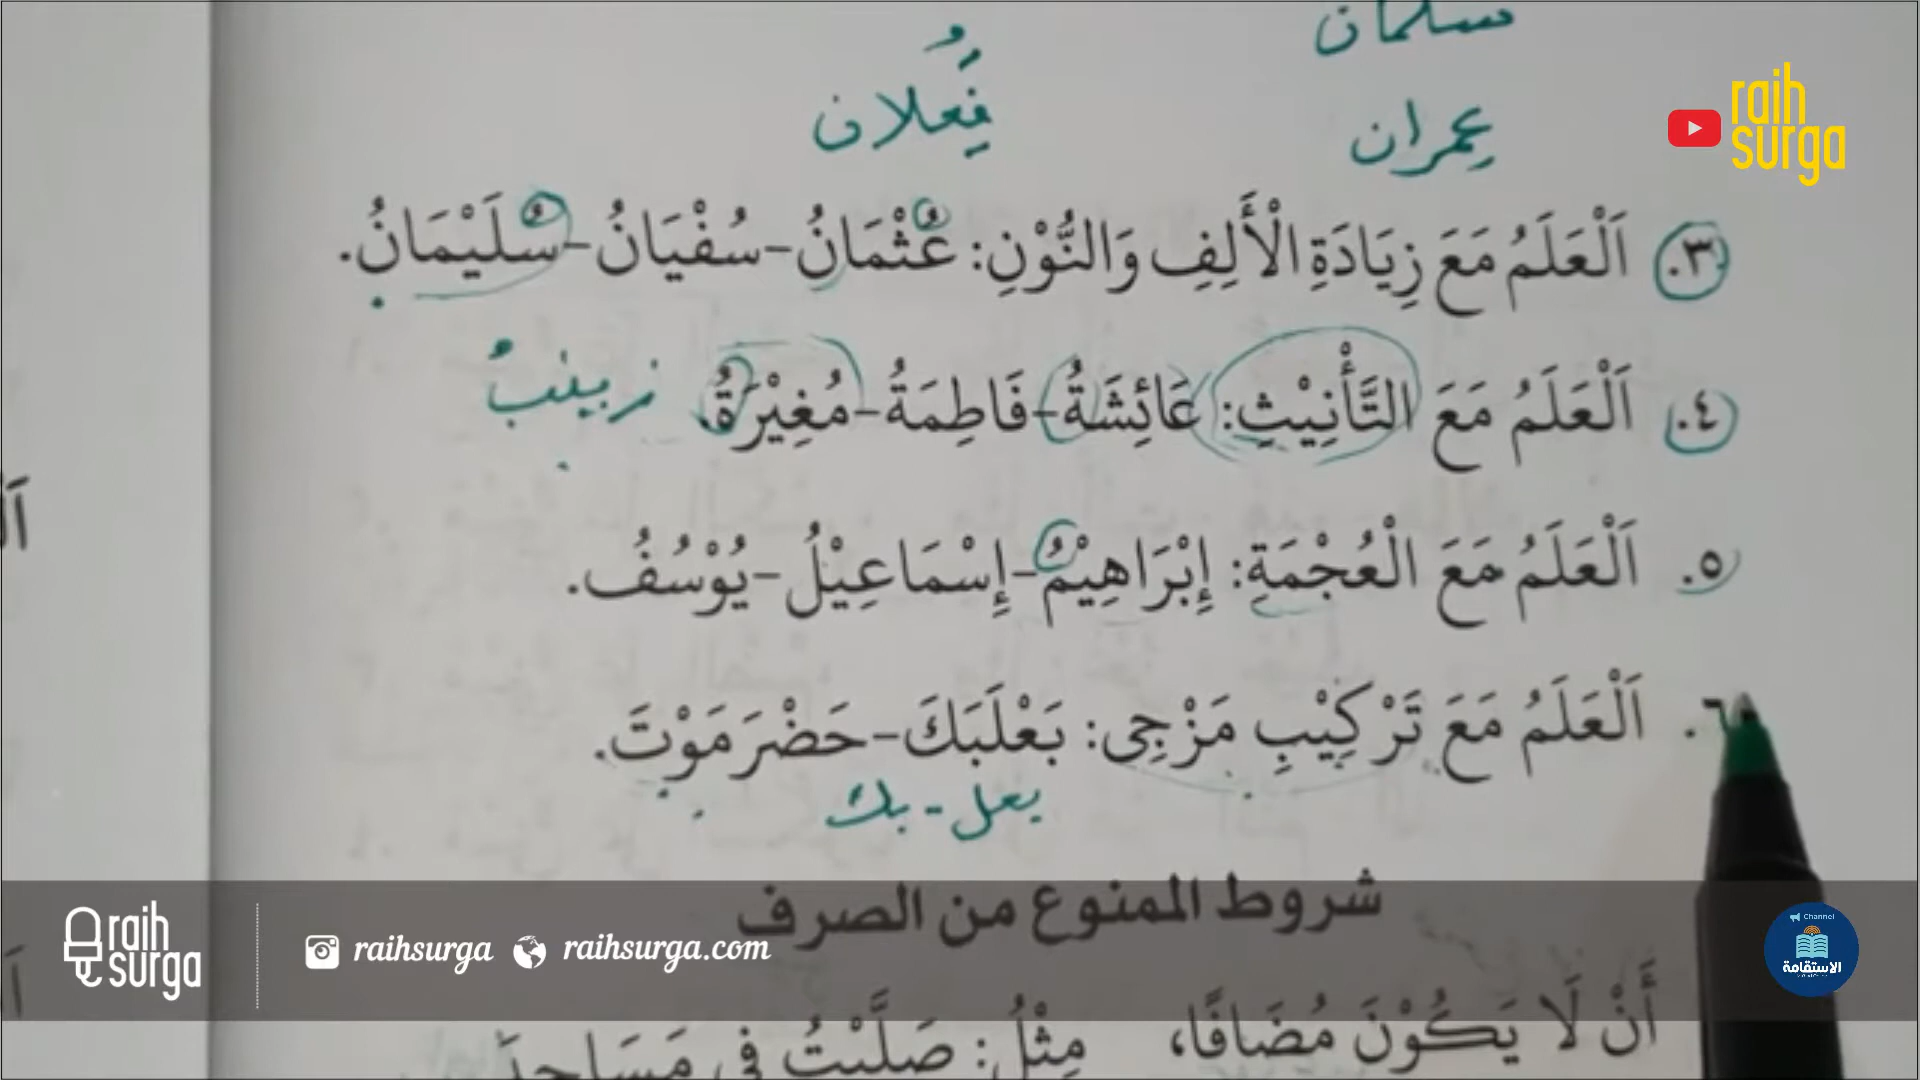 سلمان
فُِعلان
عِمران
raih
surga
٣. اَلْعَلَمُ مَعَ زِيَادَةِ الْأَلِفِ وَالنُّوْنِ: عُثْمَانُ-سُفْيَانُ-سُلَيْمَانُ.
٤. اَلْعَلَمُ مَعَ التَّأْنِيْثِ: عَائِشَةُ-فَاطِمَةُ-مُغِيْرَةُ. زينبُ
٥. اَلْعَلَمُ مَعَ الْعُجْمَةِ: إِبْرَاهِيْمُ-إِسْمَاعِيْلُ-يُوْسُفُ.
٦. اَلْعَلَمُ مَعَ تَرْكِيْبِ مَزْجِى: بَعْلَبَكَ-حَضْرَمَوْتَ.
بعل - بك
شروط الممنوع من الصرف
raih
surga
raihsurga raihsurga.com
Channel
الاستقامة
أَنْ لَا يَكُوْنَ مُضَافًا، مِثْلُ: صَلَّيْتُ فِى مَسَاجِدَ